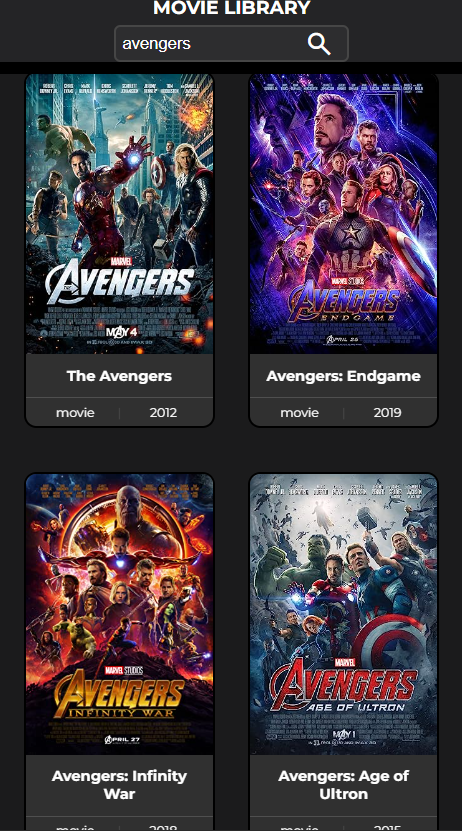 MOVIE LIBRARY
avengers
MARVEL
AVENGERS
MAY 4
MARVEL STUDIOS
AVENGERS
ENDGAME
APRIL 26
The Avengers
movie | 2012
Avengers: Endgame
movie | 2019
MARVEL STUDIOS
AVENGERS
INFINITY WAR
APRIL 27
MARVEL
AVENGERS
AGE OF ULTRON
MAY 1
Avengers: Infinity
War
movie | 2018
Avengers: Age of
Ultron
movie | 2015